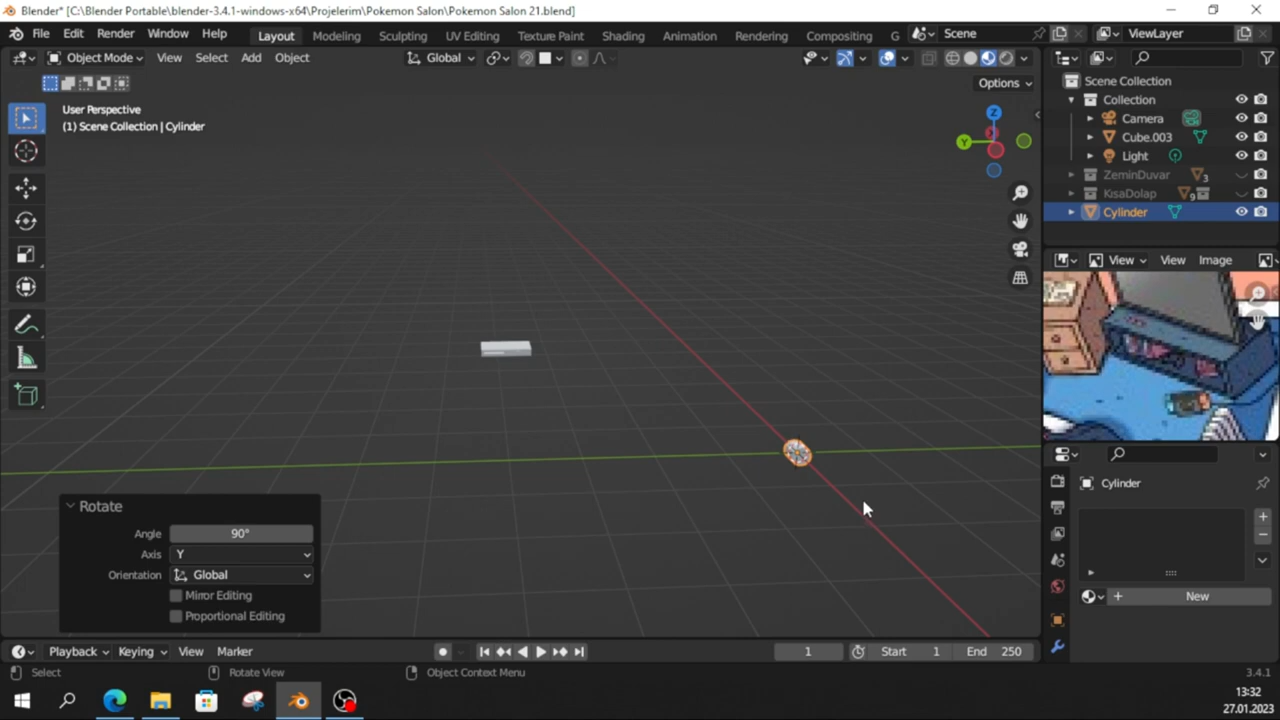 Blender* [C:\Blender Portable\blender-3.4.1-windows-x64\Projelerim\Pokemon Salon\Pokemon Salon 21.blend]
File Edit Render Window Help Layout Modeling Sculpting UV Editing Texture Paint Shading Animation Rendering Compositing G Scene ViewLayer
Object Mode View Select Add Object Global
Options
User Perspective
(1) Scene Collection | Cylinder
Z
Y
Scene Collection
Collection
Camera
Cube.003
Light
ZeminDuvar 3
KısaDolap 9
Cylinder
View View Image
Cylinder
New
Rotate
Angle 90°
Axis Y
Orientation Global
Mirror Editing
Proportional Editing
Playback Keying View Marker 1 Start 1 End 250
Select Rotate View Object Context Menu 3.4.1
13:32
27.01.2023